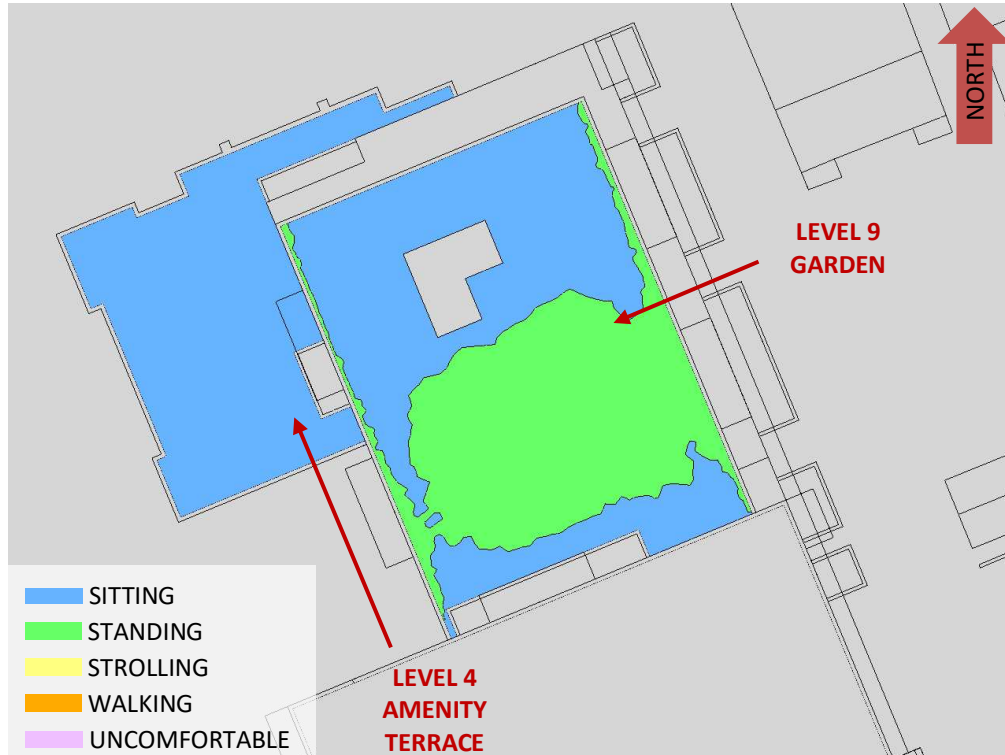 NORTH
LEVEL 9
GARDEN
SITTING
STANDING
STROLLING
WALKING
UNCOMFORTABLE
LEVEL 4
AMENITY
TERRACE